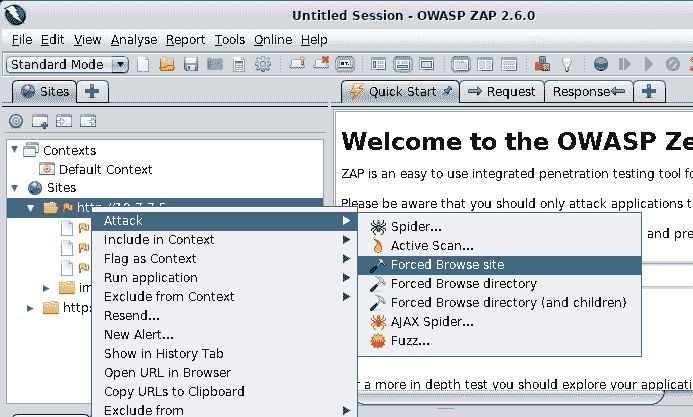 Untitled Session - OWASP ZAP 2.6.0
File Edit View Analyse Report Tools Online Help
Standard Mode
Sites
Quick Start Request Response
Contexts
Default Context
Sites
Welcome to the OWASP
ZAP is an easy to use integrated penetration testing tool
Please be aware that you should only attack applications
and
Attack
Include in Context
Flag as Context
Run application
Exclude from Context
Resend...
New Alert...
Show in History Tab
Open URL in Browser
Copy URLs to Clipboard
Exclude from
Spider...
Active Scan...
Forced Browse site
Forced Browse directory
Forced Browse directory (and children)
AJAX Spider...
Fuzz...
a more in depth test you should explore your